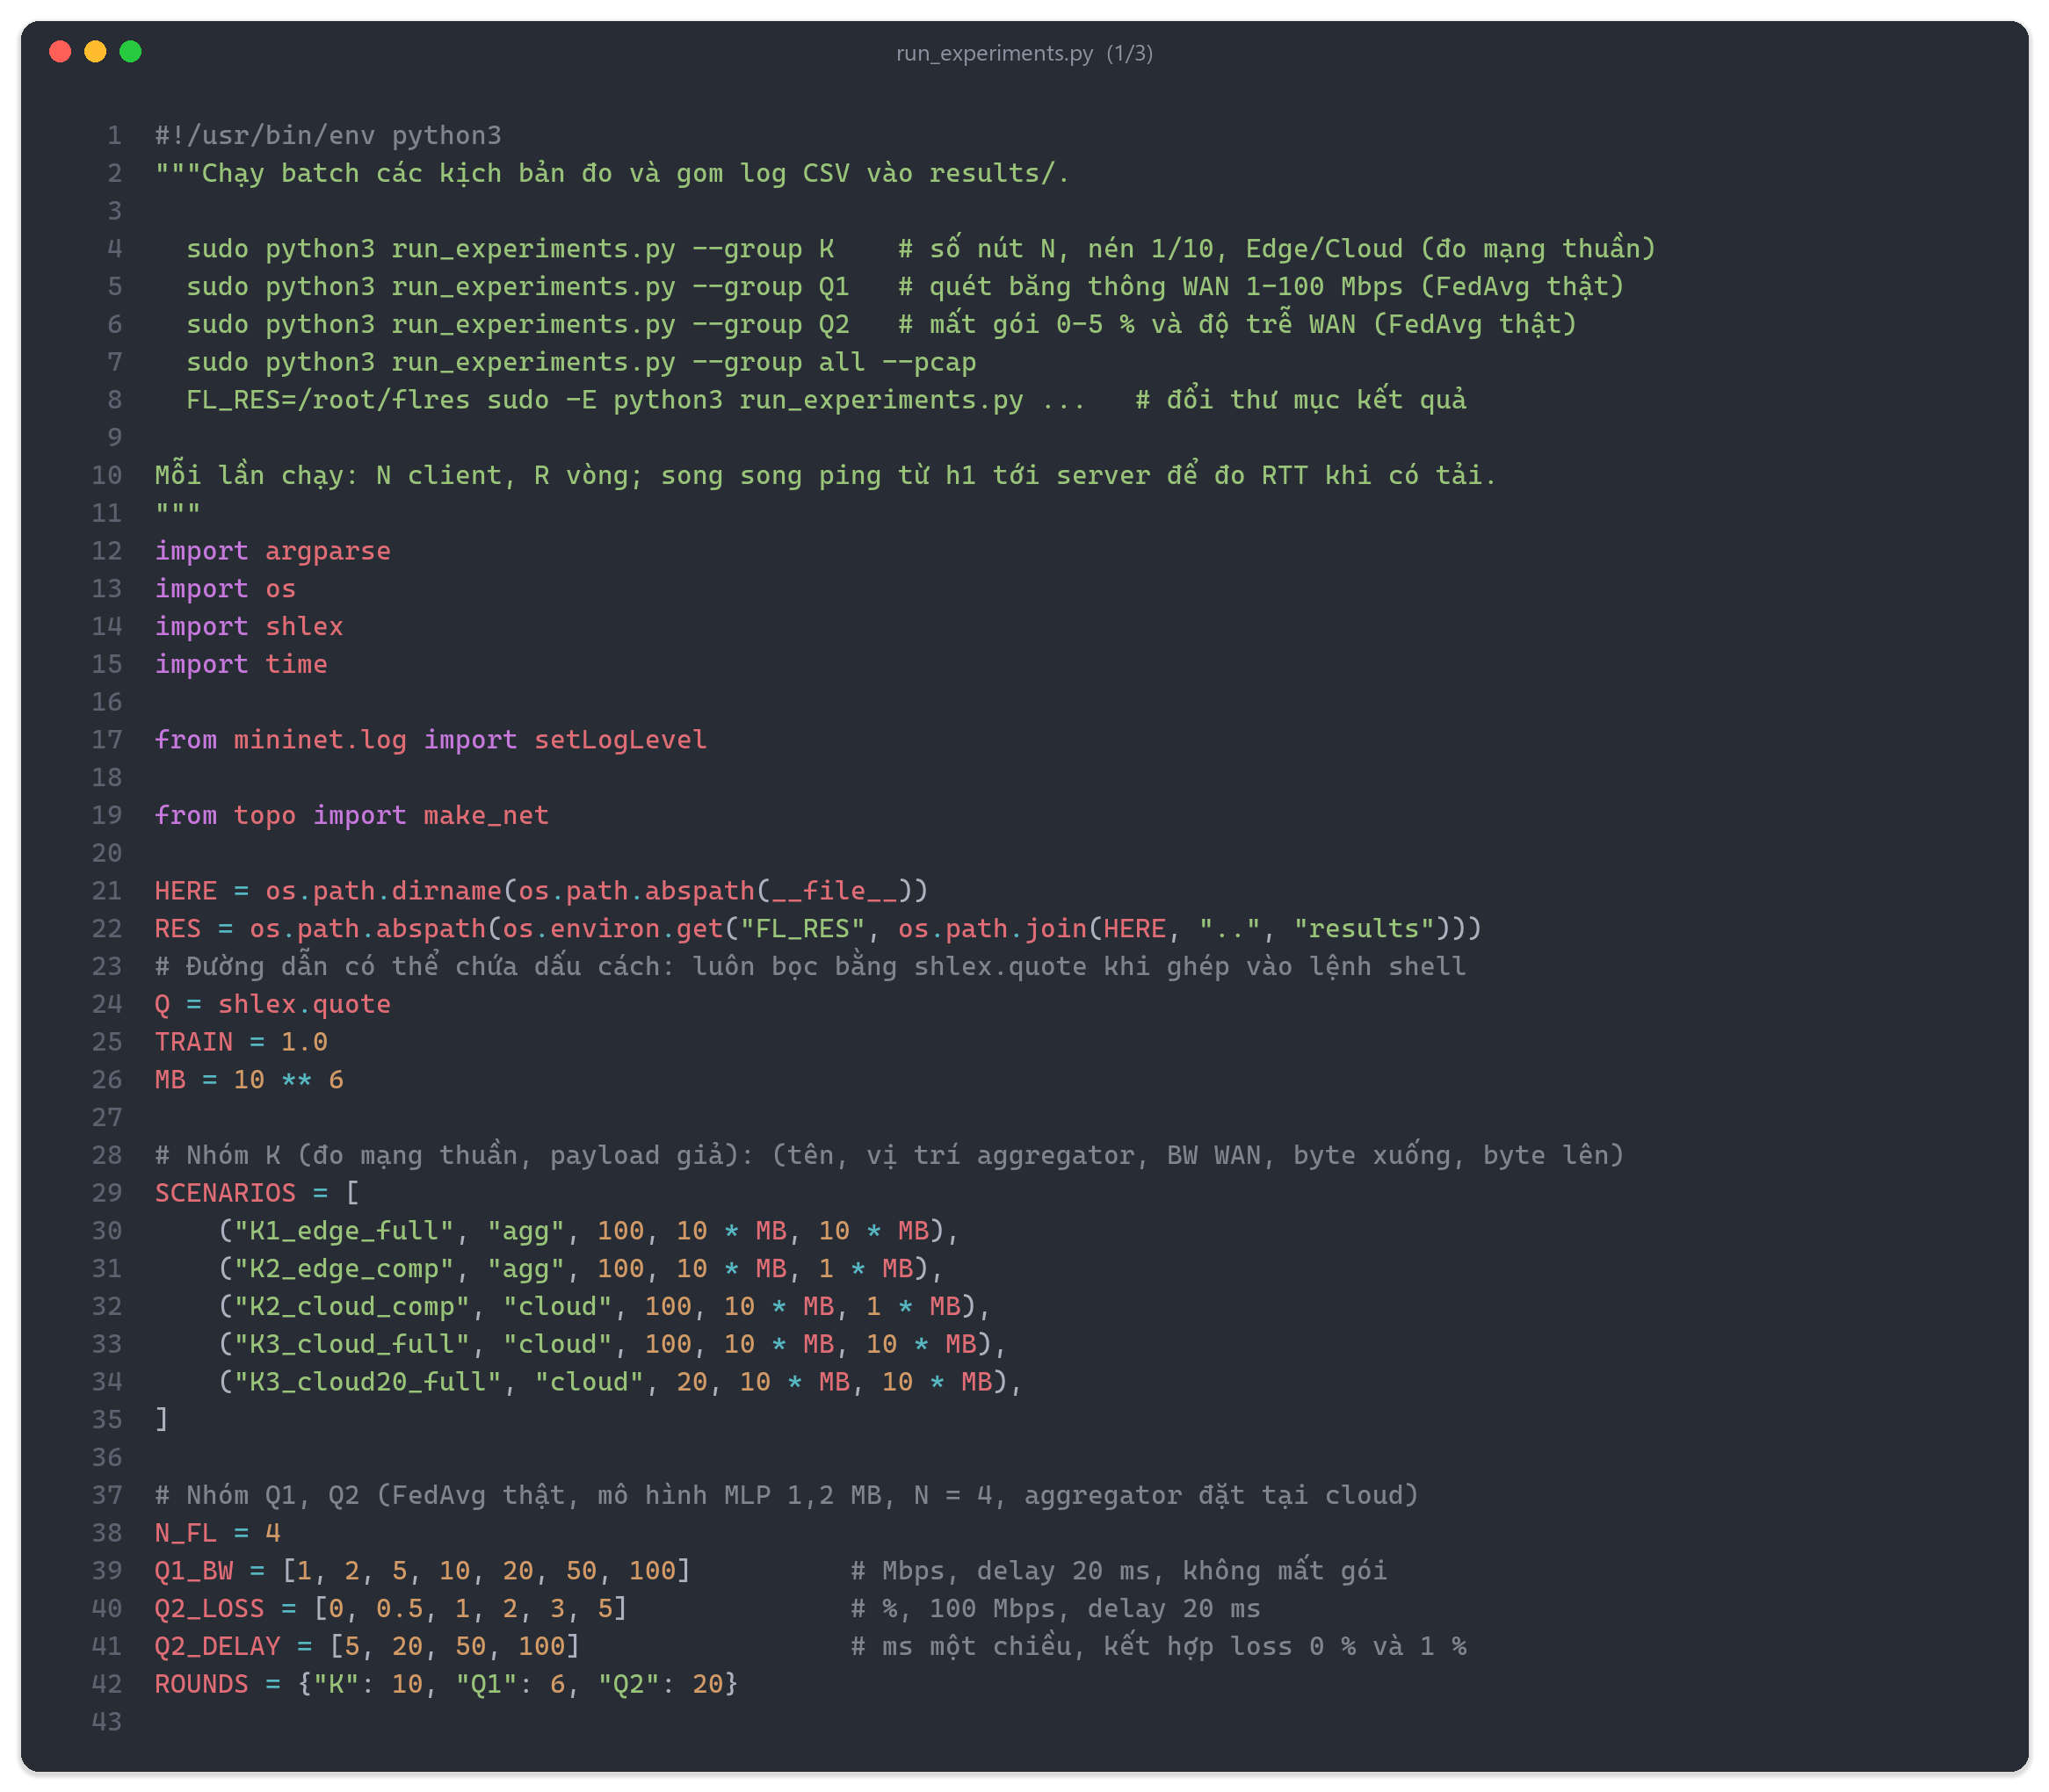 run_experiments.py (1/3)
1 #!/usr/bin/env python3
2 """Chạy batch các kịch bản đo và gom log CSV vào results/.
3
4   sudo python3 run_experiments.py --group K    # số nút N, nén 1/10, Edge/Cloud (đo mạng thuần)
5   sudo python3 run_experiments.py --group Q1   # quét băng thông WAN 1-100 Mbps (FedAvg thật)
6   sudo python3 run_experiments.py --group Q2   # mất gói 0-5 % và độ trễ WAN (FedAvg thật)
7   sudo python3 run_experiments.py --group all --pcap
8   FL_RES=/root/flres sudo -E python3 run_experiments.py ...   # đổi thư mục kết quả
9
10 Mỗi lần chạy: N client, R vòng; song song ping từ h1 tới server để đo RTT khi có tải.
11 """
12 import argparse
13 import os
14 import shlex
15 import time
16
17 from mininet.log import setLogLevel
18
19 from topo import make_net
20
21 HERE = os.path.dirname(os.path.abspath(__file__))
22 RES = os.path.abspath(os.environ.get("FL_RES", os.path.join(HERE, "..", "results")))
23 # Đường dẫn có thể chứa dấu cách: luôn bọc bằng shlex.quote khi ghép vào lệnh shell
24 Q = shlex.quote
25 TRAIN = 1.0
26 MB = 10 ** 6
27
28 # Nhóm K (đo mạng thuần, payload giả): (tên, vị trí aggregator, BW WAN, byte xuống, byte lên)
29 SCENARIOS = [
30     ("K1_edge_full", "agg", 100, 10 * MB, 10 * MB),
31     ("K2_edge_comp", "agg", 100, 10 * MB, 1 * MB),
32     ("K2_cloud_comp", "cloud", 100, 10 * MB, 1 * MB),
33     ("K3_cloud_full", "cloud", 100, 10 * MB, 10 * MB),
34     ("K3_cloud20_full", "cloud", 20, 10 * MB, 10 * MB),
35 ]
36
37 # Nhóm Q1, Q2 (FedAvg thật, mô hình MLP 1,2 MB, N = 4, aggregator đặt tại cloud)
38 N_FL = 4
39 Q1_BW = [1, 2, 5, 10, 20, 50, 100]          # Mbps, delay 20 ms, không mất gói
40 Q2_LOSS = [0, 0.5, 1, 2, 3, 5]              # %, 100 Mbps, delay 20 ms
41 Q2_DELAY = [5, 20, 50, 100]                 # ms một chiều, kết hợp loss 0 % và 1 %
42 ROUNDS = {"K": 10, "Q1": 6, "Q2": 20}
43